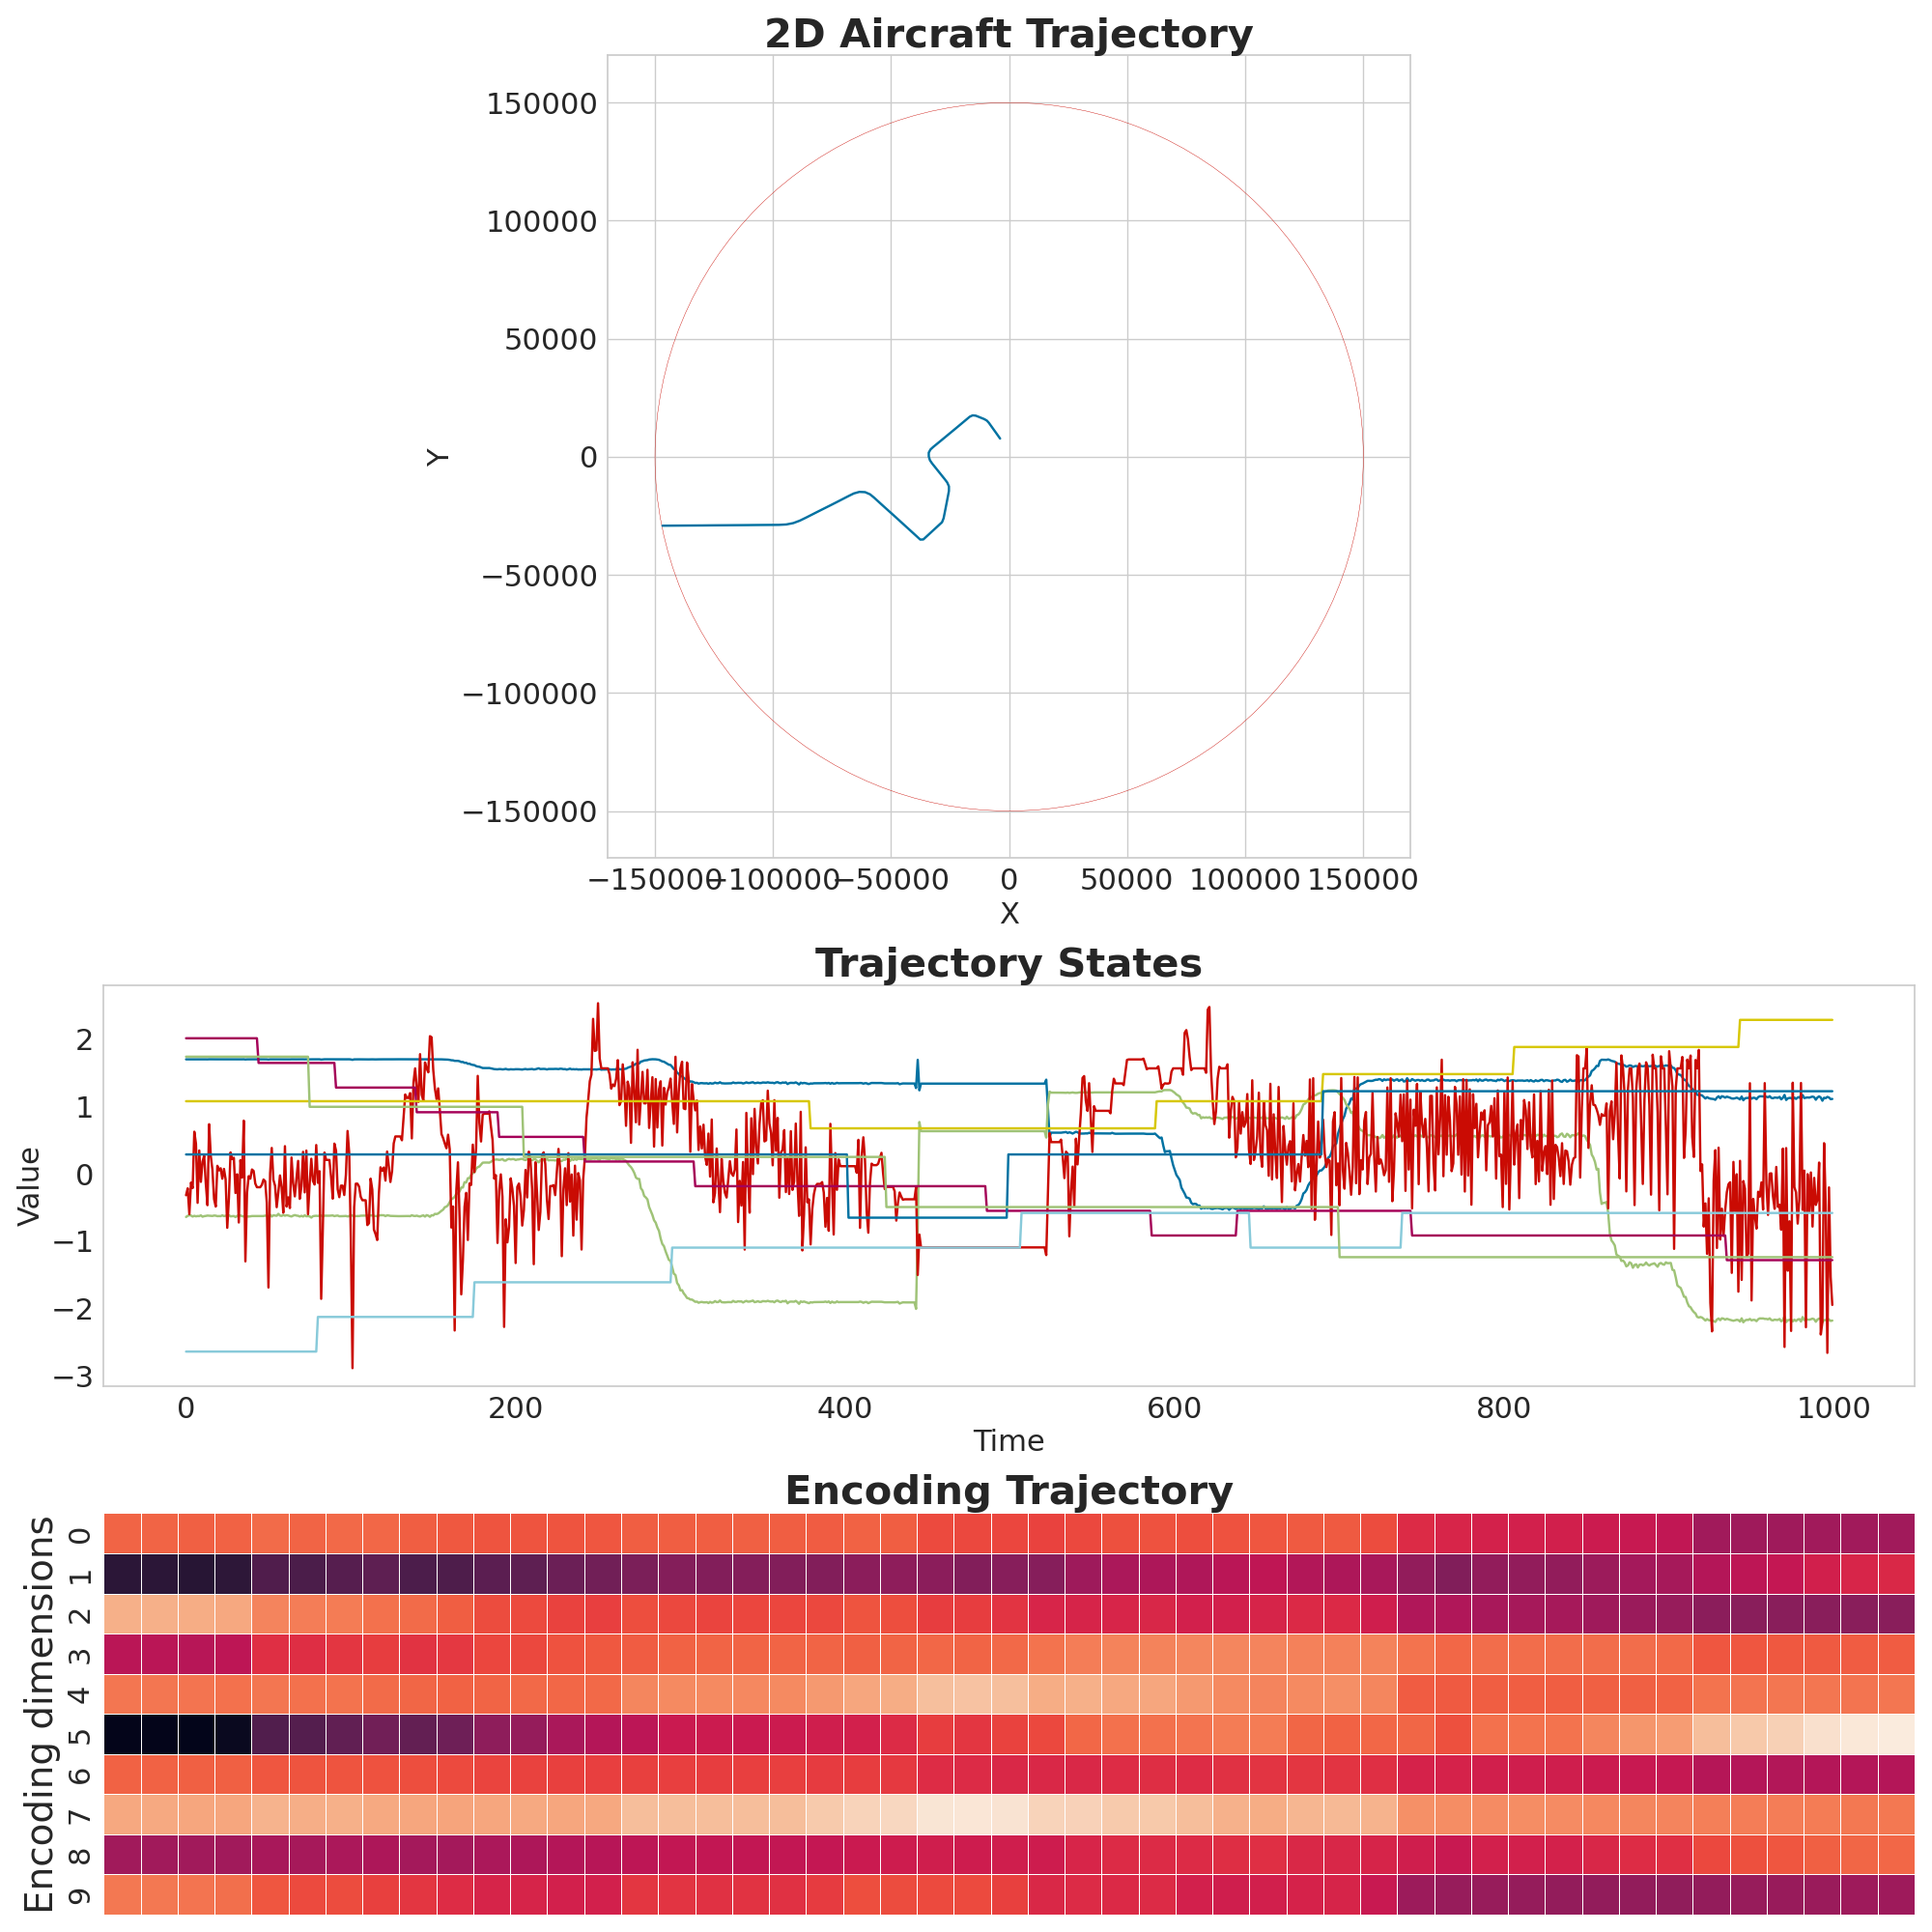 2D Aircraft Trajectory
150000
100000
50000
0
−50000
−100000
−150000
Y
−150000 −100000 −50000 0 50000 100000 150000
X
Trajectory States
2
1
0
−1
−2
−3
Value
0 200 400 600 800 1000
Time
Encoding Trajectory
Encoding dimensions
0
1
2
3
4
5
6
7
8
9